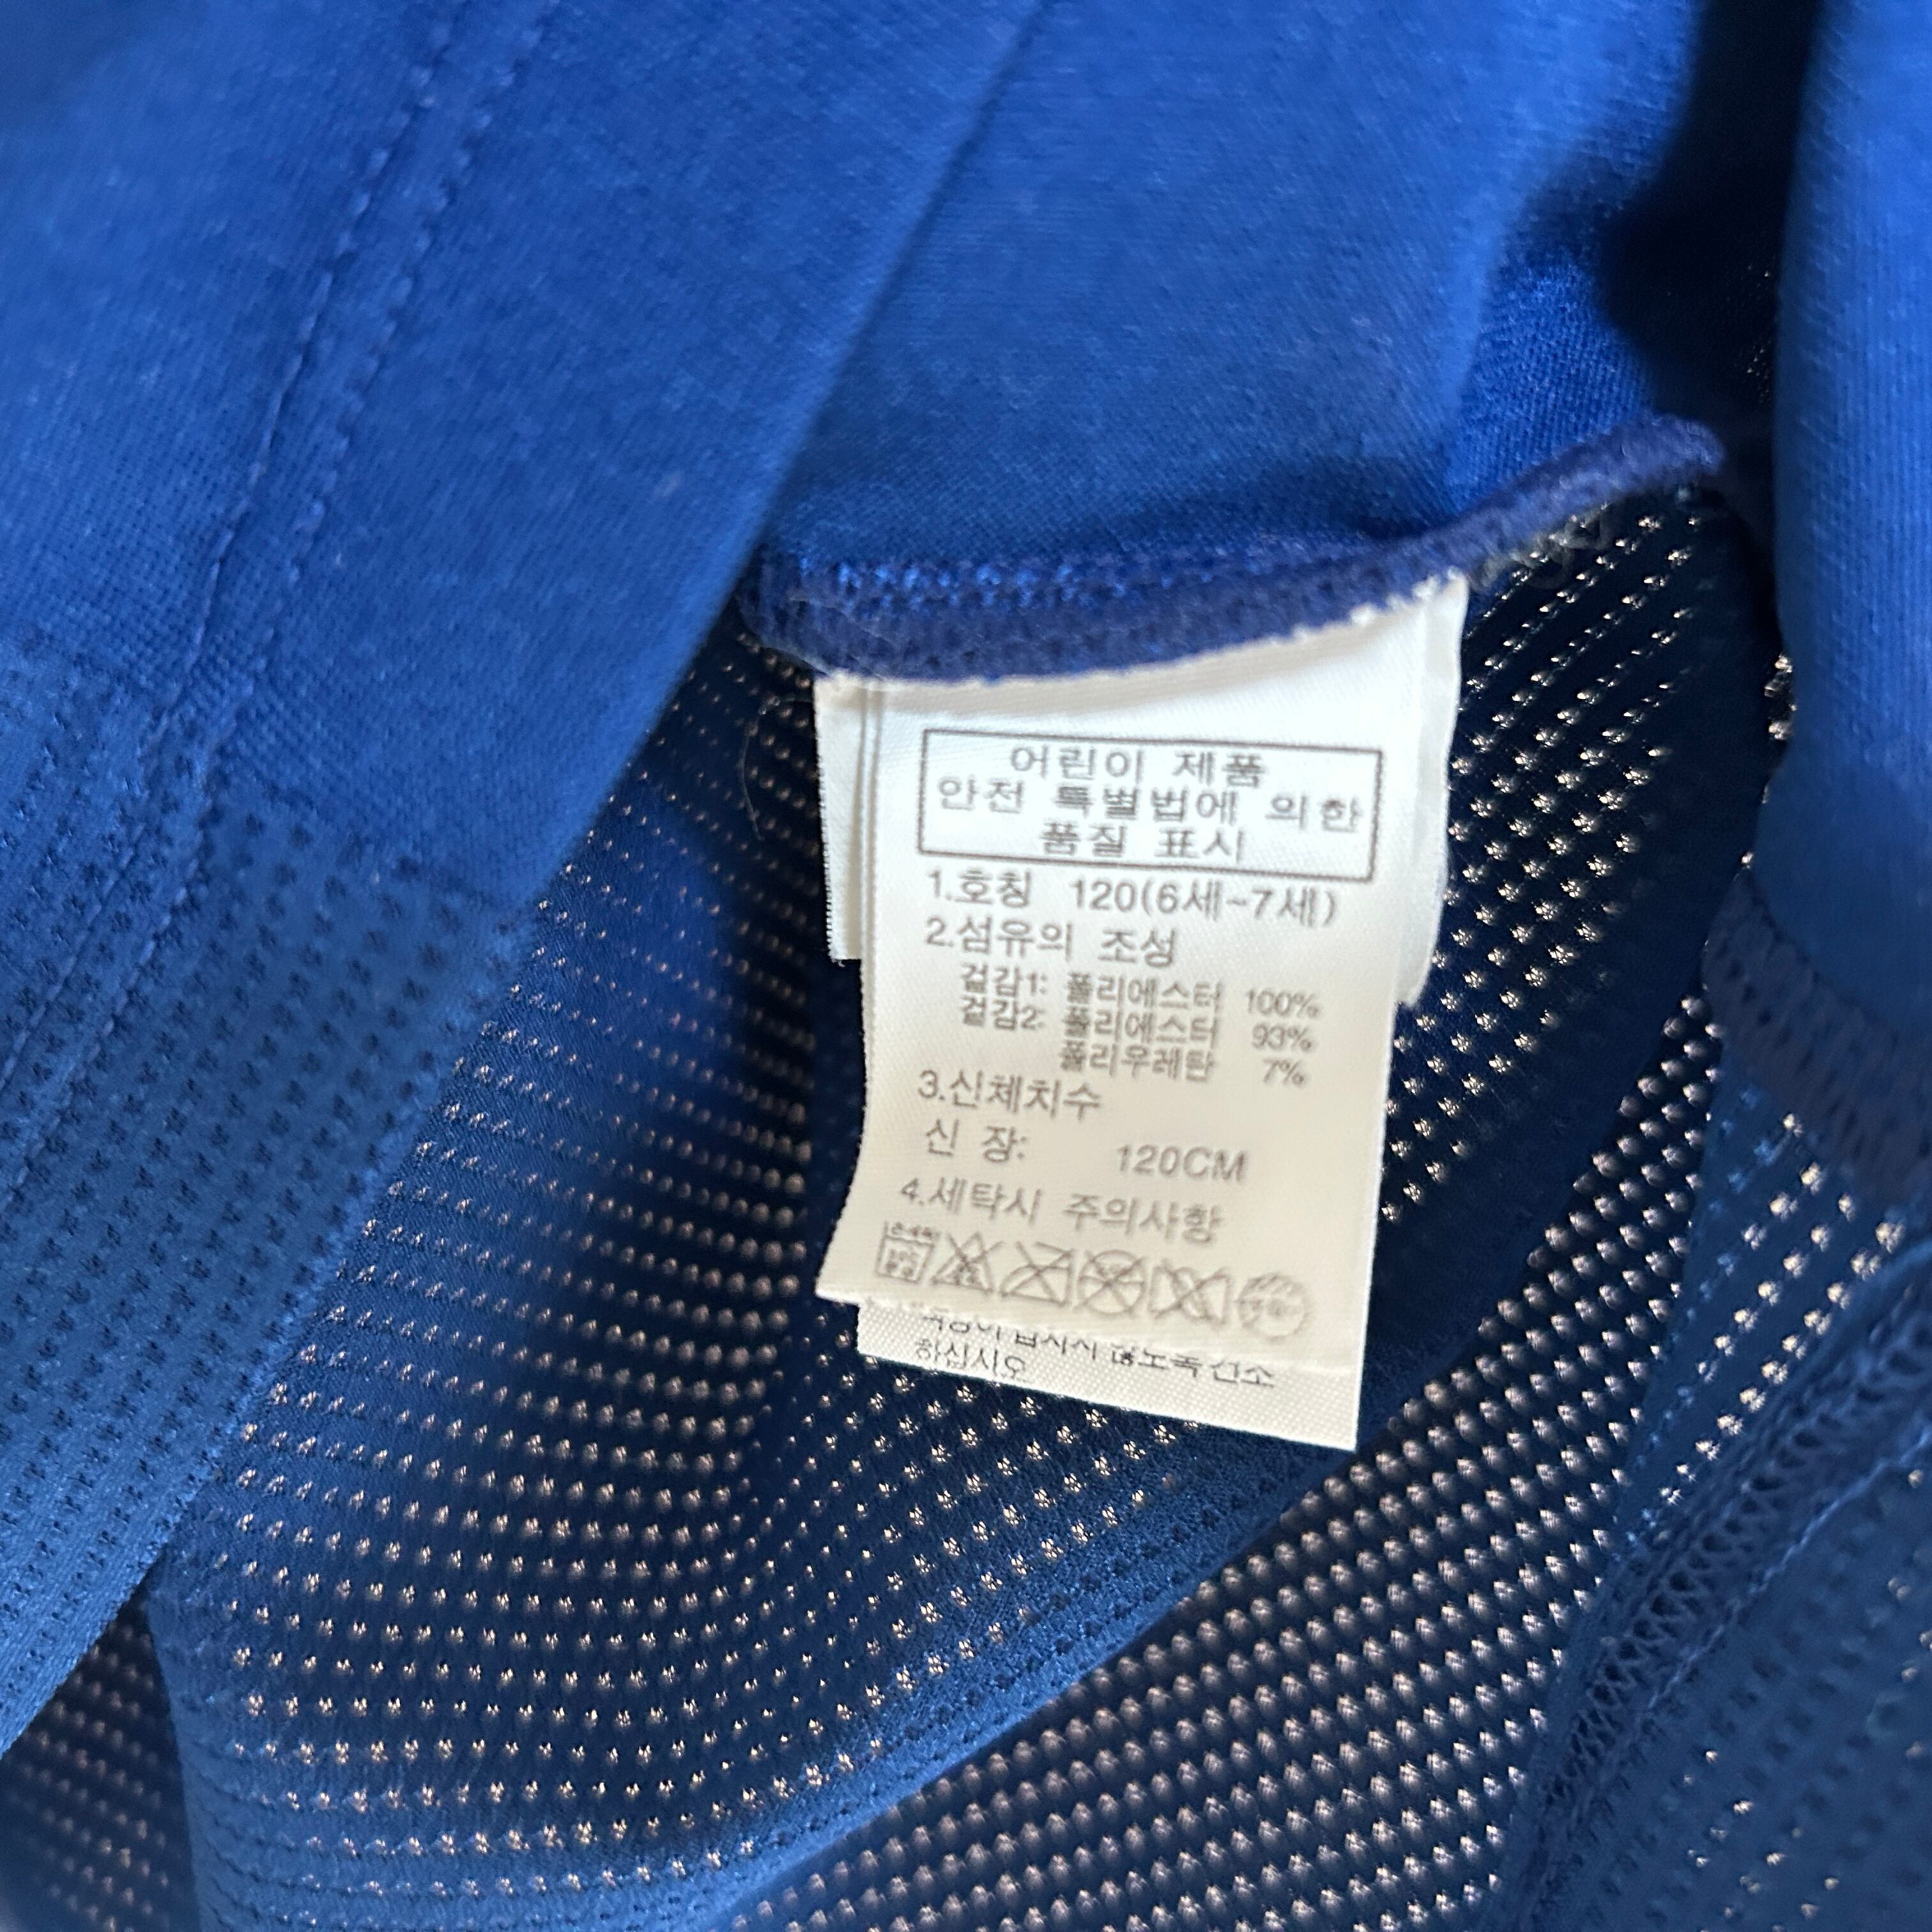 어린이 제품
안전 특별법에 의한
품질 표시
1.호칭 120(6세~7세)
2.섬유의 조성
겉감1: 폴리에스터 100%
겉감2: 폴리에스터 93%
폴리우레탄 7%
3.신체치수
신 장: 120CM
4.세탁시 주의사항
하십시오